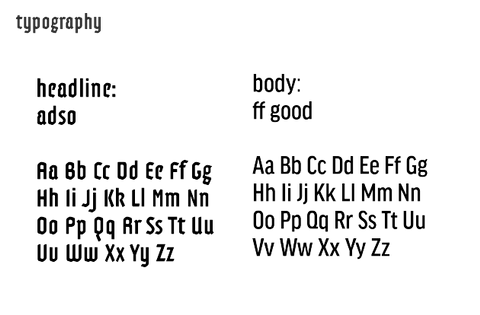 typography
headline:
adso
Aa Bb Cc Dd Ee Ff Gg
Hh Ii Jj Kk Ll Mm Nn
Oo Pp Qq Rr Ss Tt Uu
Vv Ww Xx Yy Zz
body:
ff good
Aa Bb Cc Dd Ee Ff Gg
Hh Ii Jj Kk Ll Mm Nn
Oo Pp Qq Rr Ss Tt Uu
Vv Ww Xx Yy Zz